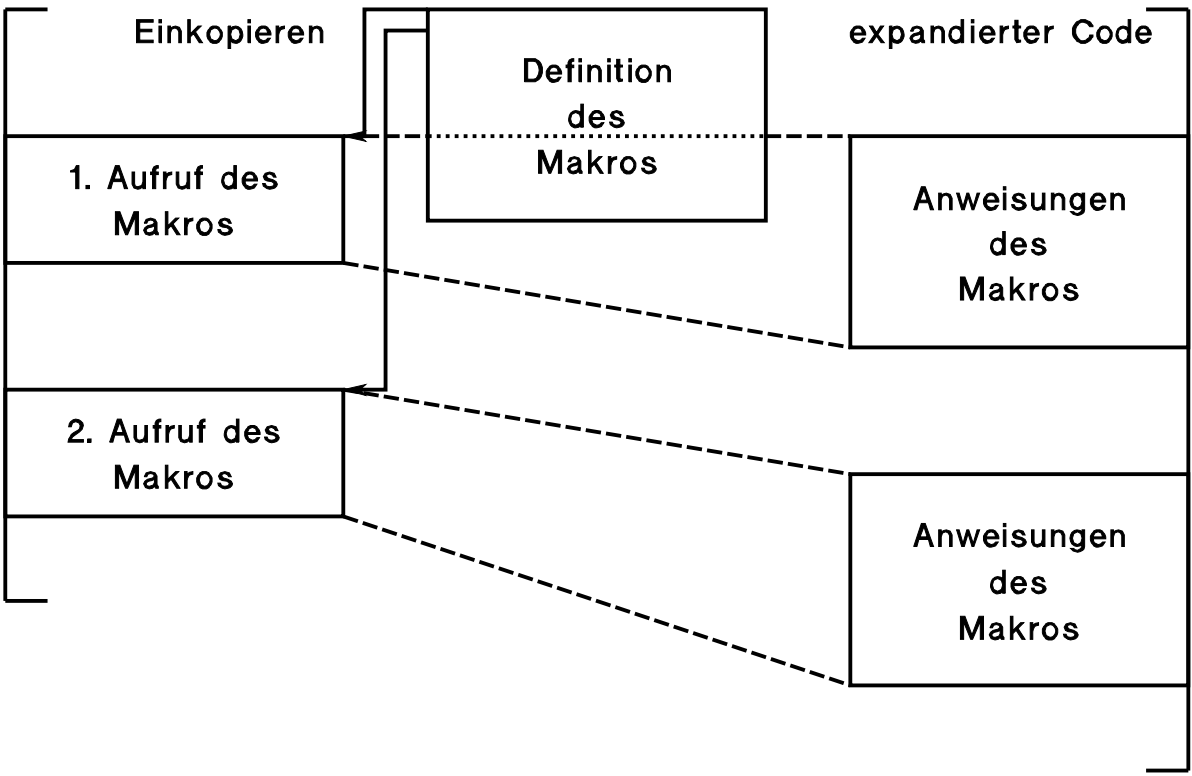 Einkopieren
expandierter Code
Definition
des
Makros
1. Aufruf des
Makros
Anweisungen
des
Makros
2. Aufruf des
Makros
Anweisungen
des
Makros